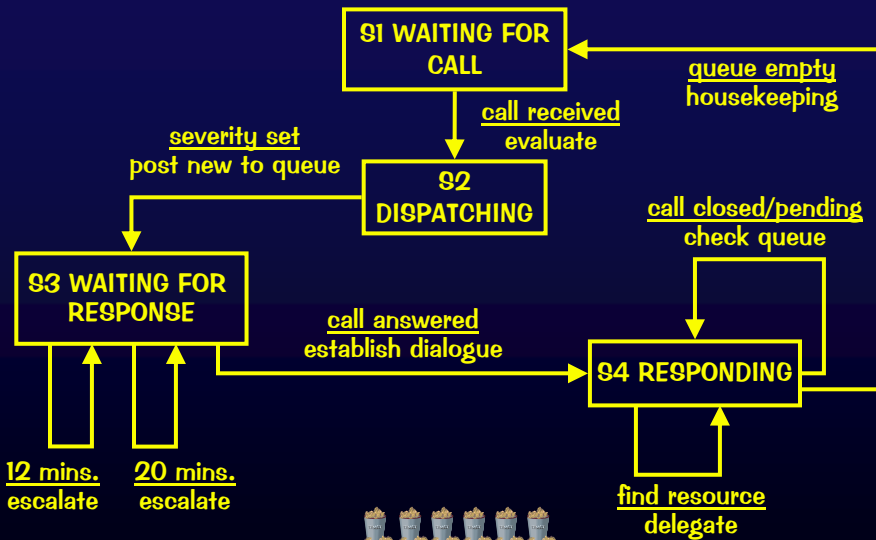 S1 WAITING FOR
CALL
queue empty
housekeeping
call received
evaluate
severity set
post new to queue
S2
DISPATCHING
call closed/pending
check queue
S3 WAITING FOR
RESPONSE
call answered
establish dialogue
S4 RESPONDING
12 mins.
escalate
20 mins.
escalate
find resource
delegate